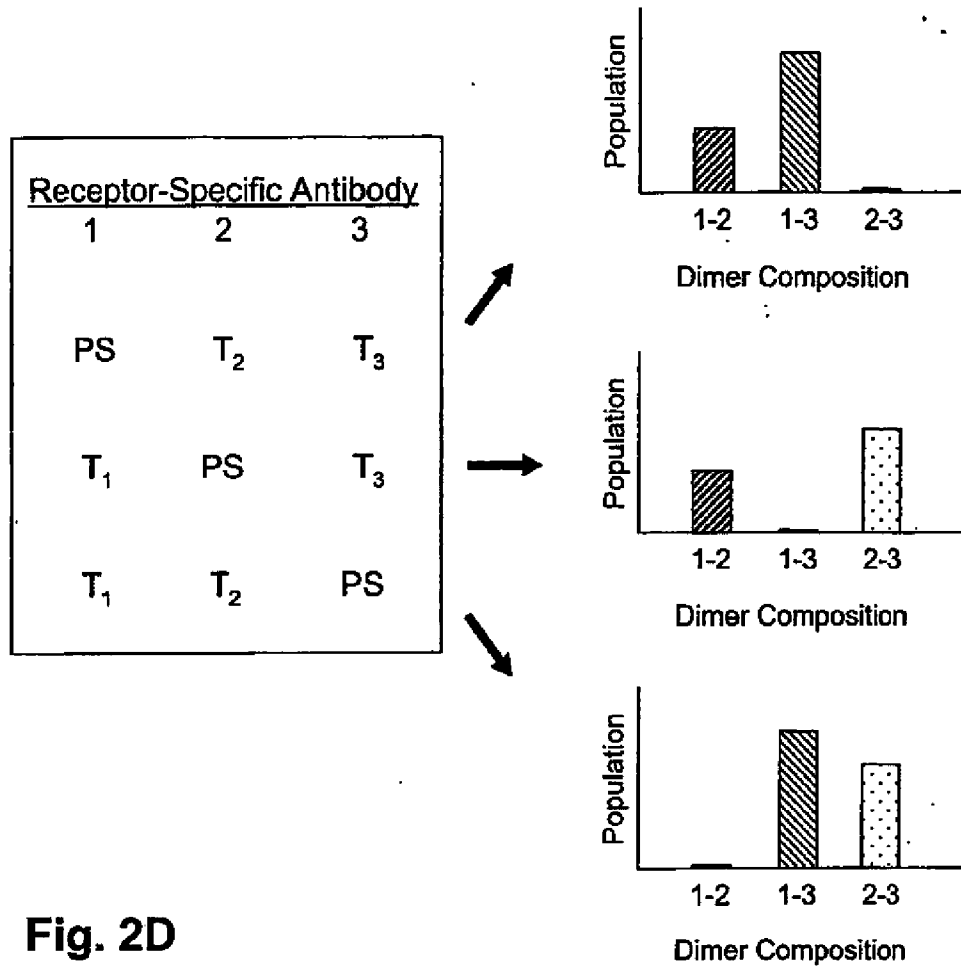 Receptor-Specific Antibody
1 2 3
PS T₂ T₃
T₁ PS T₃
T₁ T₂ PS
Population
1-2 1-3 2-3
Dimer Composition
Population
1-2 1-3 2-3
Dimer Composition
Population
1-2 1-3 2-3
Dimer Composition
Fig. 2D